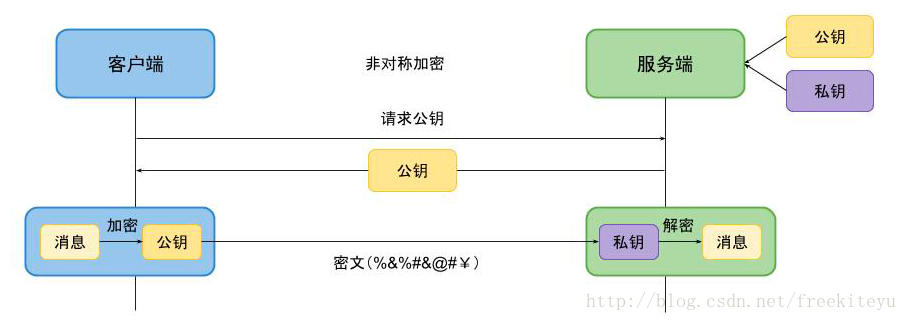 客户端
非对称加密
服务端
公钥
私钥
请求公钥
公钥
加密
消息
公钥
密文(%&%#&@#￥)
私钥
解密
消息
http://blog.csdn.net/freekiteyu